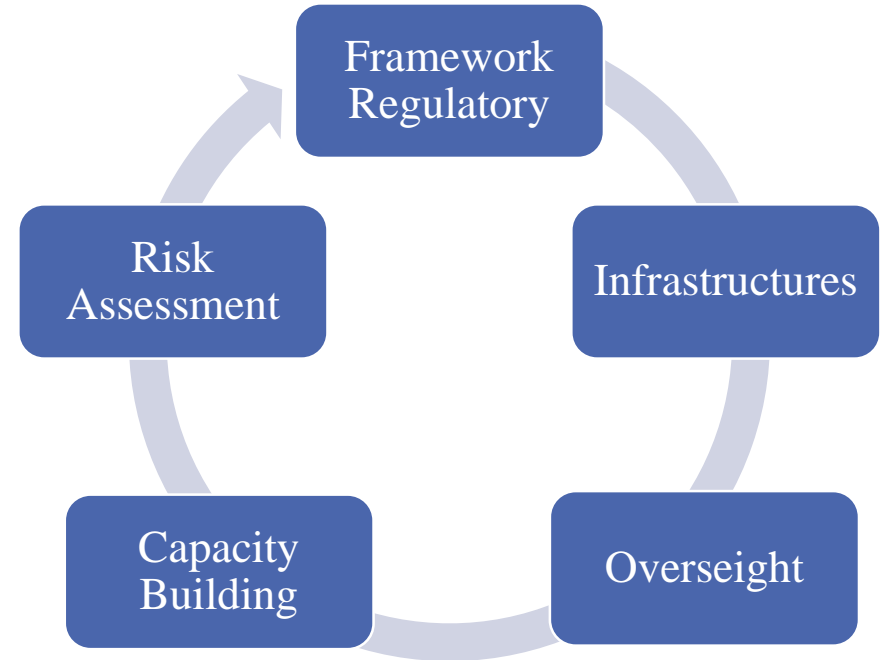 Framework
Regulatory
Infrastructures
Overseight
Capacity
Building
Risk
Assessment